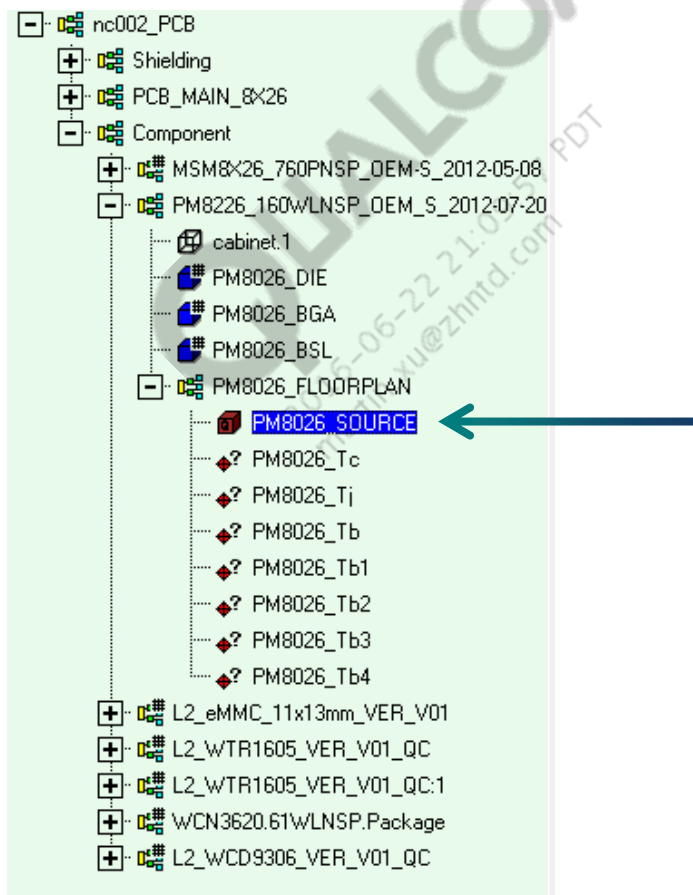 nc002_PCB
Shielding
PCB_MAIN_8X26
Component
MSM8X26_760PNSP_OEM-S_2012-05-08
PM8226_160WLNSP_OEM_S_2012-07-20
cabinet.1
PM8026_DIE
PM8026_BGA
PM8026_BSL
PM8026_FLOORPLAN
PM8026_SOURCE
PM8026_Tc
PM8026_Tj
PM8026_Tb
PM8026_Tb1
PM8026_Tb2
PM8026_Tb3
PM8026_Tb4
L2_eMMC_11x13mm_VER_V01
L2_WTR1605_VER_V01_QC
L2_WTR1605_VER_V01_QC:1
WCN3620.61WLNSP.Package
L2_WCD9306_VER_V01_QC